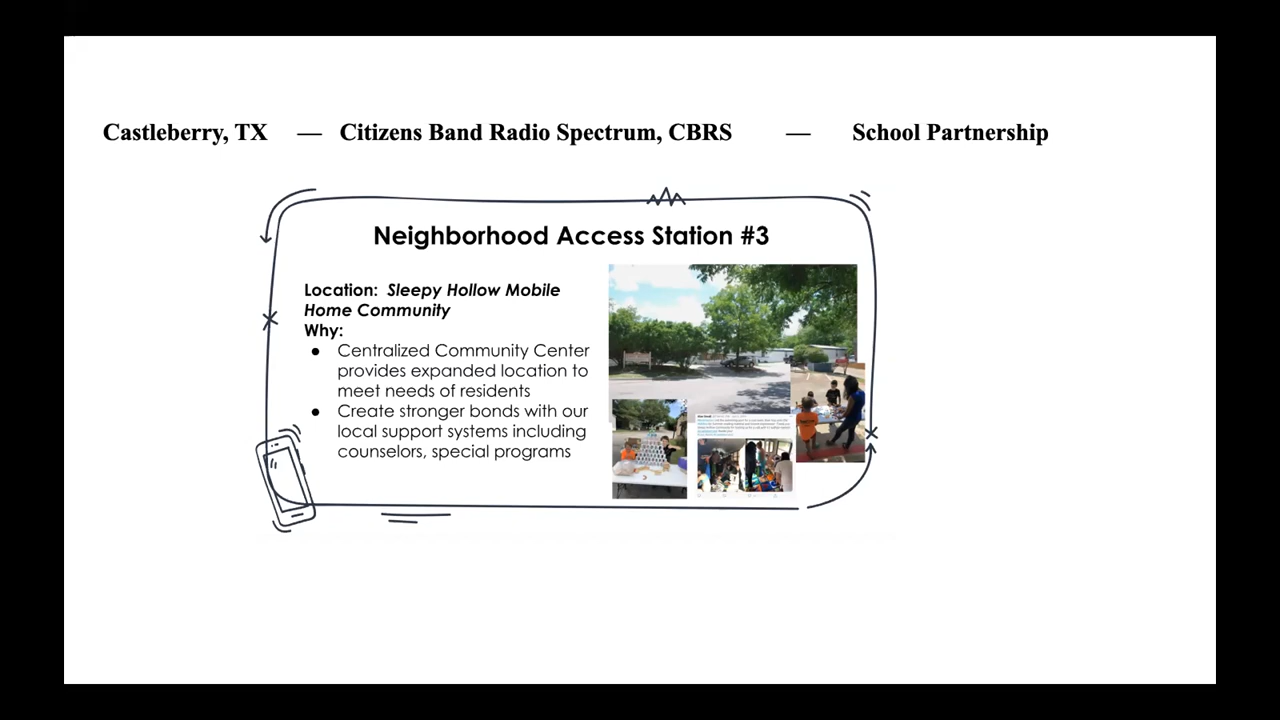 Castleberry, TX — Citizens Band Radio Spectrum, CBRS — School Partnership
Neighborhood Access Station #3
Location: Sleepy Hollow Mobile
Home Community
Why:
● Centralized Community Center
provides expanded location to
meet needs of residents
● Create stronger bonds with our
local support systems including
counselors, special programs